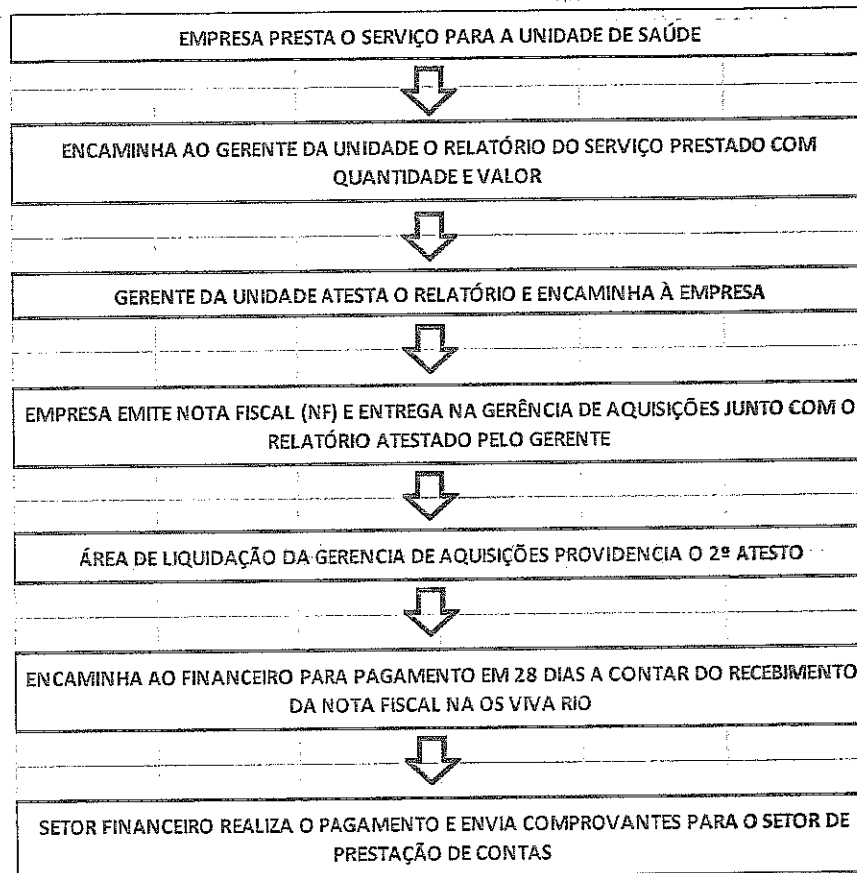 EMPRESA PRESTA O SERVIÇO PARA A UNIDADE DE SAÚDE
ENCAMINHA AO GERENTE DA UNIDADE O RELATÓRIO DO SERVIÇO PRESTADO COM
QUANTIDADE E VALOR
GERENTE DA UNIDADE ATESTA O RELATÓRIO E ENCAMINHA À EMPRESA
EMPRESA EMITE NOTA FISCAL (NF) E ENTREGA NA GERÊNCIA DE AQUISIÇÕES JUNTO COM O
RELATÓRIO ATESTADO PELO GERENTE
ÁREA DE LIQUIDAÇÃO DA GERENCIA DE AQUISIÇÕES PROVIDENCIA O 2º ATESTO
ENCAMINHA AO FINANCEIRO PARA PAGAMENTO EM 28 DIAS A CONTAR DO RECEBIMENTO
DA NOTA FISCAL NA OS VIVA RIO
SETOR FINANCEIRO REALIZA O PAGAMENTO E ENVIA COMPROVANTES PARA O SETOR DE
PRESTAÇÃO DE CONTAS